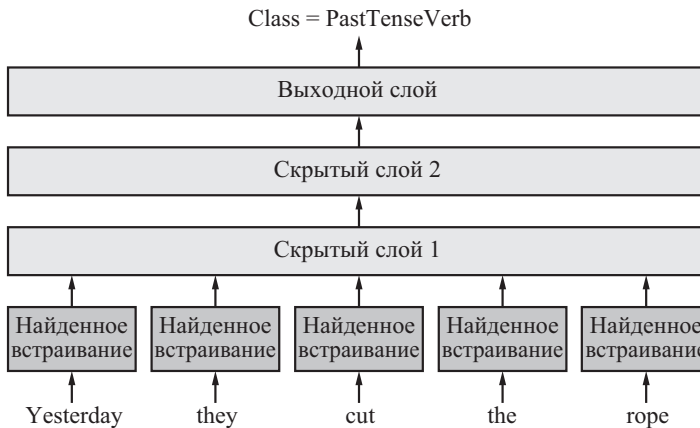 Class = PastTenseVerb
Выходной слой
Скрытый слой 2
Скрытый слой 1
Найденное встраивание
Найденное встраивание
Найденное встраивание
Найденное встраивание
Найденное встраивание
Yesterday they cut the rope